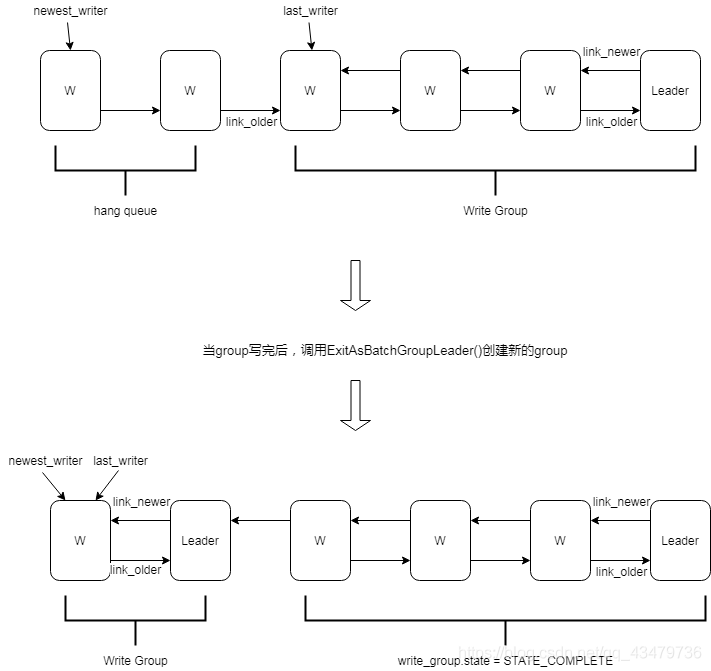 newest_writer last_writer
link_newer
W W W W W Leader
link_older link_older
hang queue Write Group
当group写完后，调用ExitAsBatchGroupLeader()创建新的group
newest_writer last_writer
link_newer link_newer
W Leader W W W Leader
link_older link_older
Write Group write_group.state = STATE_COMPLETE
https://blog.csdn.net/qq_43479736